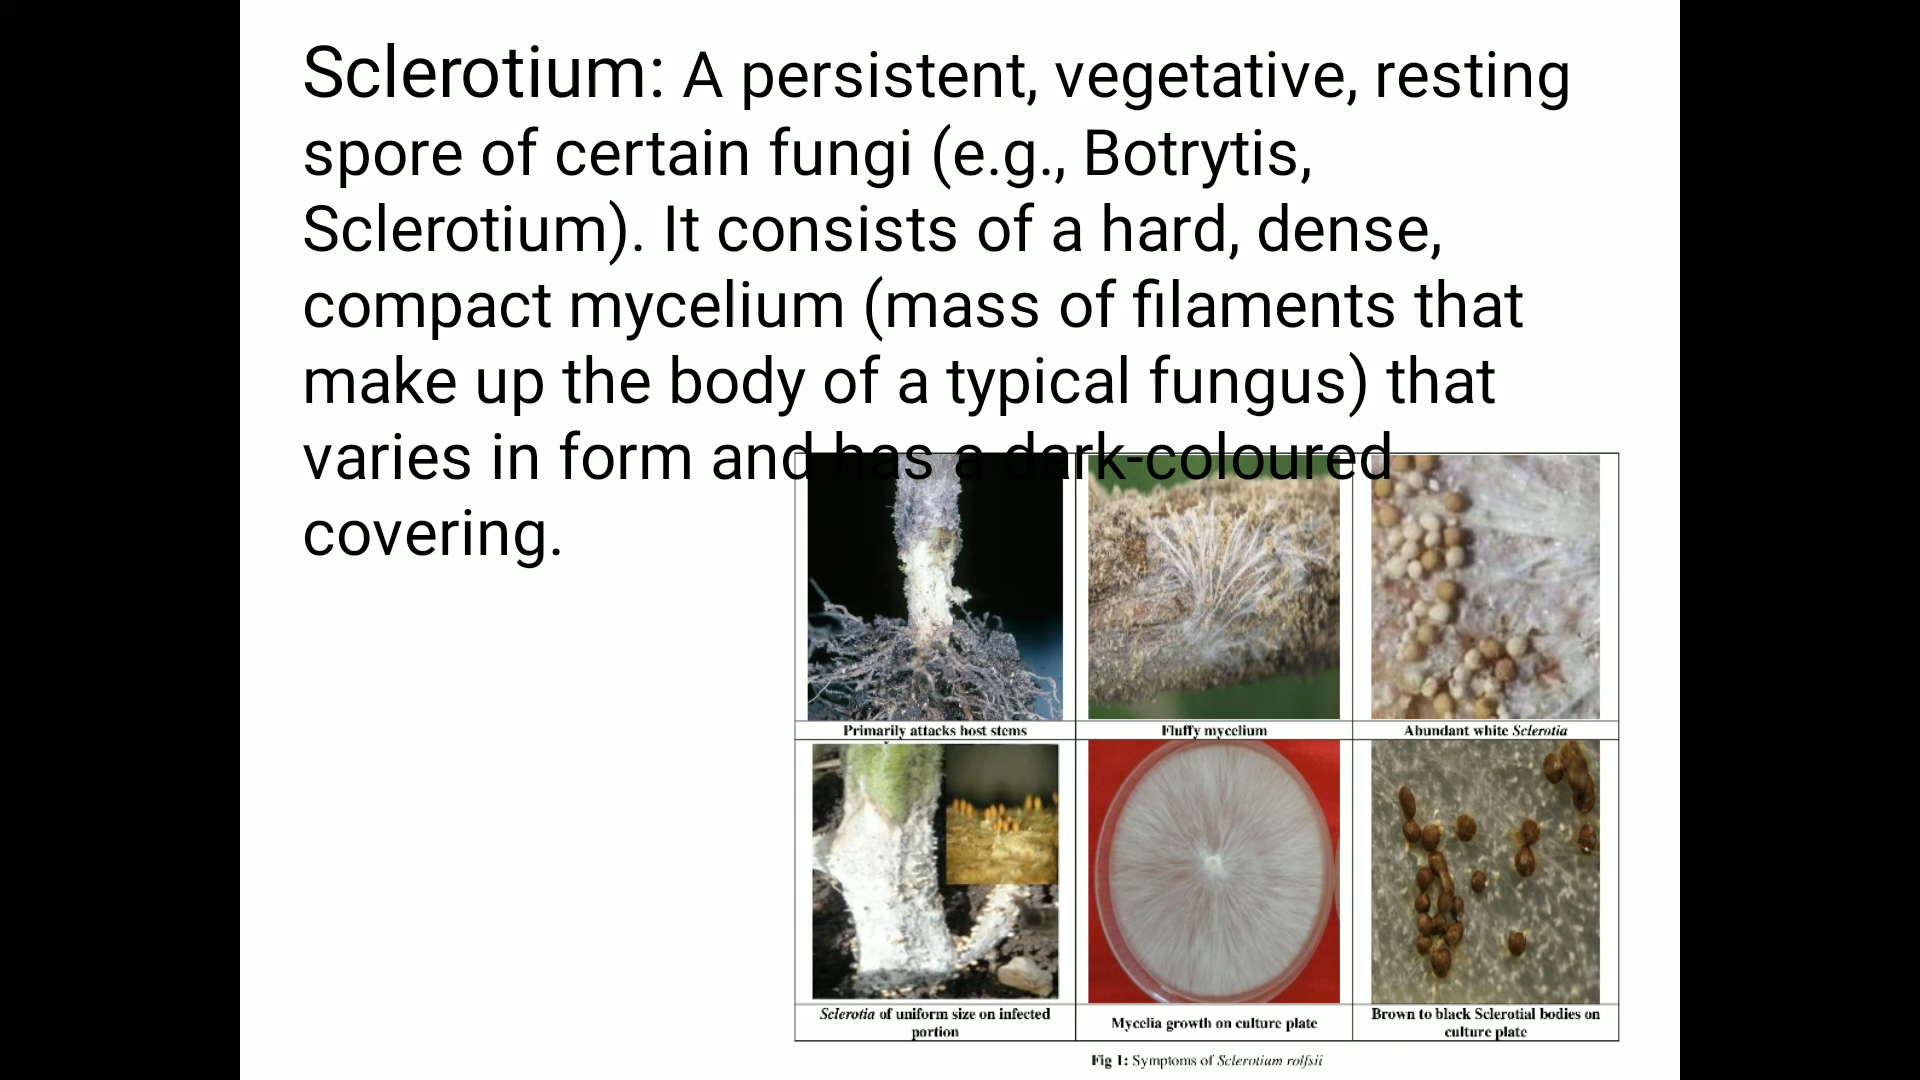 Sclerotium: A persistent, vegetative, resting
spore of certain fungi (e.g., Botrytis,
Sclerotium). It consists of a hard, dense,
compact mycelium (mass of filaments that
make up the body of a typical fungus) that
varies in form and has a dark-coloured
covering.
Primarily attacks host stems
Fluffy mycelium
Abundant white Sclerotia
Sclerotia of uniform size on infected
portion
Mycelia growth on culture plate
Brown to black Sclerotial bodies on
culture plate
Fig 1: Symptoms of Sclerotium rolfsii